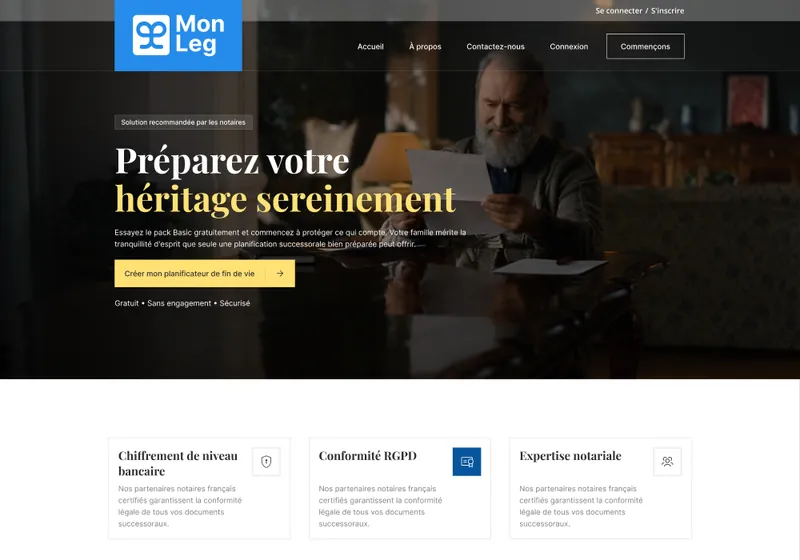 Se connecter / S'inscrire
Mon
Leg
Accueil
À propos
Contactez-nous
Connexion
Commençons
Solution recommandée par les notaires
Préparez votre
héritage sereinement
Essayez le pack Basic gratuitement et commencez à protéger ce qui compte. Votre famille mérite la
tranquillité d'esprit que seule une planification successorale bien préparée peut offrir.
Créer mon planificateur de fin de vie
Gratuit • Sans engagement • Sécurisé
Chiffrement de niveau
bancaire
Nos partenaires notaires français
certifiés garantissent la conformité
légale de tous vos documents
successoraux.
Conformité RGPD
Nos partenaires notaires français
certifiés garantissent la conformité
légale de tous vos documents
successoraux.
Expertise notariale
Nos partenaires notaires français
certifiés garantissent la conformité
légale de tous vos documents
successoraux.